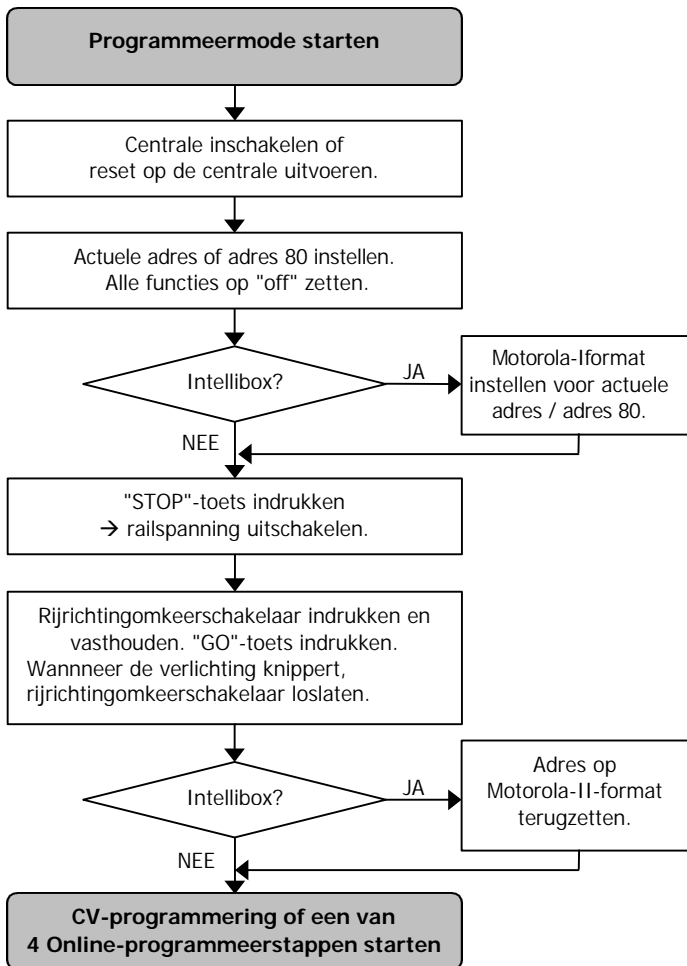 Programmeermode starten
Centrale inschakelen of
reset op de centrale uitvoeren.
Actuele adres of adres 80 instellen.
Alle functies op "off" zetten.
Intellibox?
JA
Motorola-Iformat
instellen voor actuele
adres / adres 80.
NEE
"STOP"-toets indrukken
→ railspanning uitschakelen.
Rijrichtingomkeerschakelaar indrukken en
vasthouden. "GO"-toets indrukken.
Wannneer de verlichting knippert,
rijrichtingomkeerschakelaar loslaten.
Intellibox?
JA
Adres op
Motorola-II-format
terugzetten.
NEE
CV-programmering of een van
4 Online-programmeerstappen starten